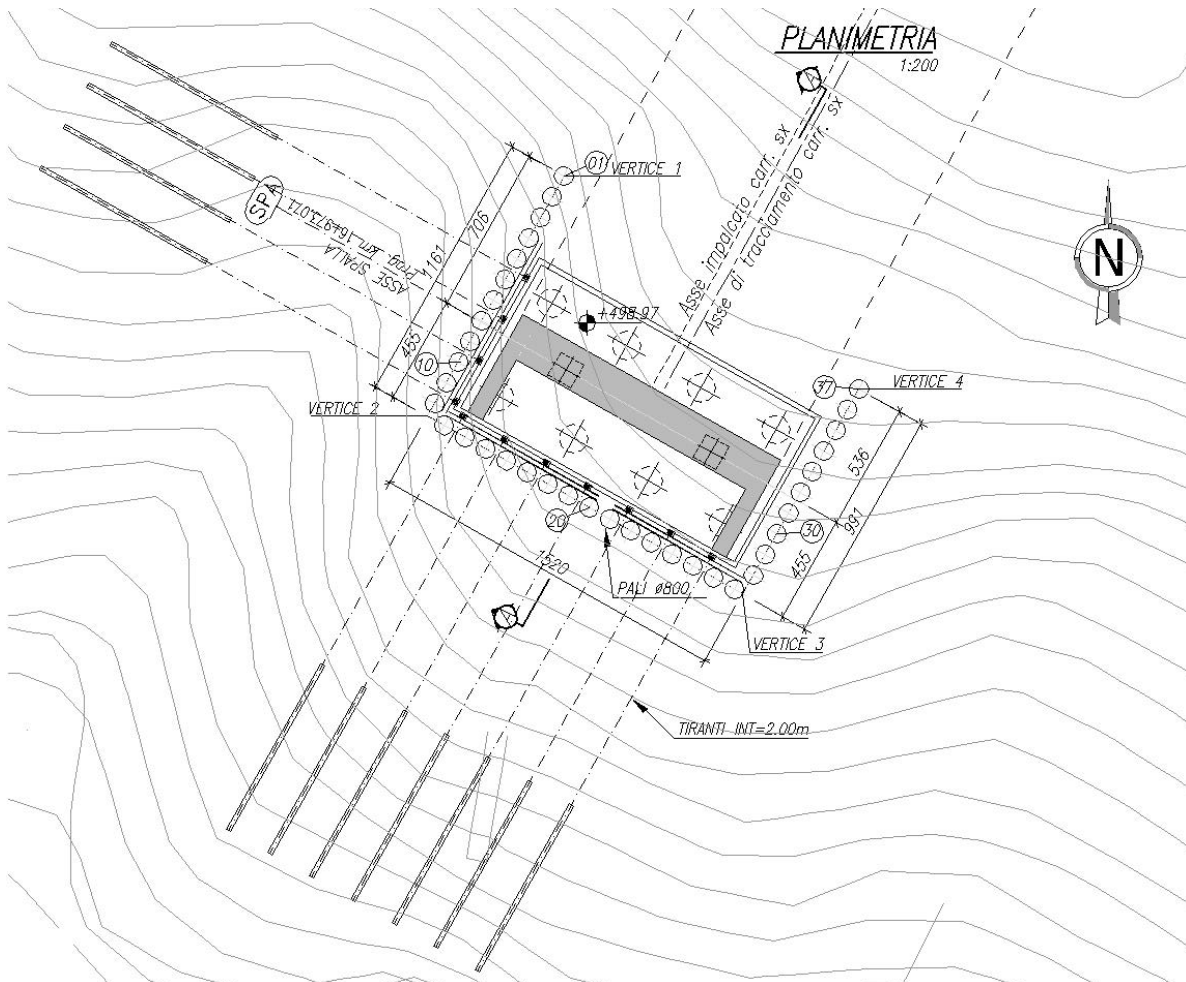 PLANIMETRIA
1:200
A
01
VERTICE 1
SPA
ASSE SPALLA
Prog. km 16+973.071
706
1161
455
Asse impalcato carr. sx
Asse di tracciamento carr. sx
N
+498.97
10
37
VERTICE 4
VERTICE 2
536
991
455
20
30
1520
PALI ø800
A
VERTICE 3
TIRANTI INT=2.00m